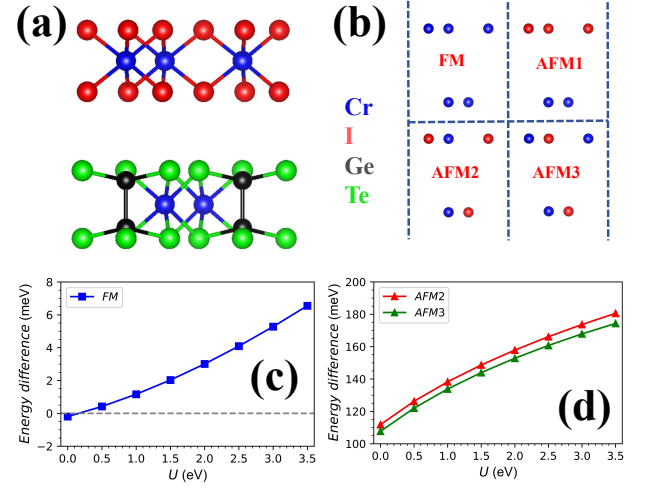 (a)
(b)
FM
AFM1
Cr
I
Ge
Te
AFM2
AFM3
Energy difference (meV)
8
6
4
2
0
−2
FM
(c)
0.0 0.5 1.0 1.5 2.0 2.5 3.0 3.5
U (eV)
Energy difference (meV)
200
180
160
140
120
100
AFM2
AFM3
(d)
0.0 0.5 1.0 1.5 2.0 2.5 3.0 3.5
U (eV)